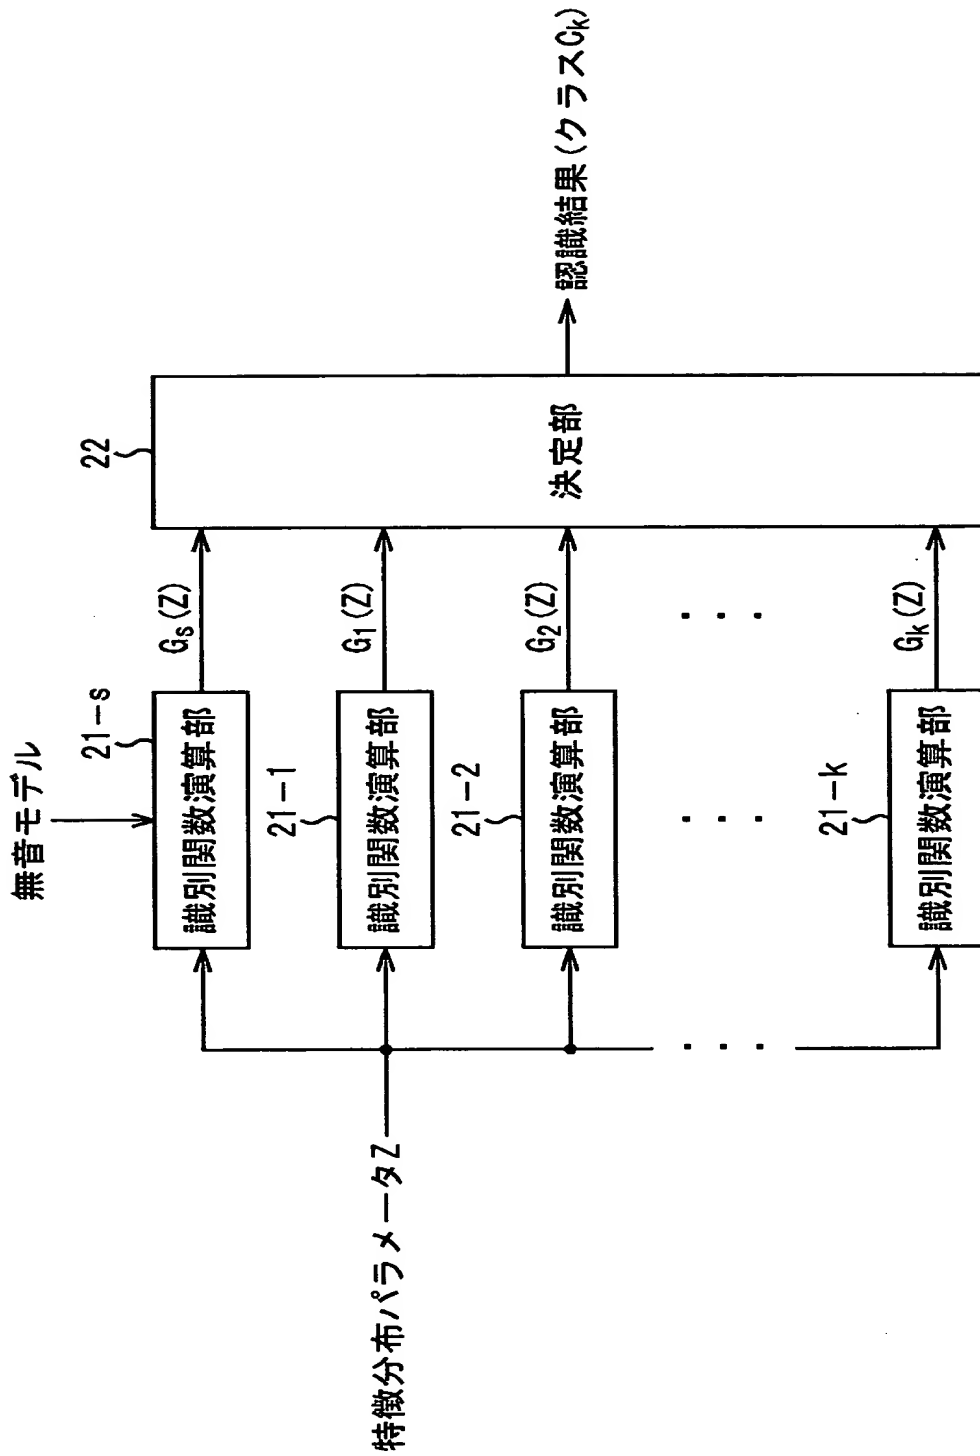 無音モデル
21-s
識別関数演算部
Gs(Z)
22
特徴分布パラメータZ
21-1
識別関数演算部
G1(Z)
決定部
認識結果(クラスCk)
21-2
識別関数演算部
G2(Z)
21-k
識別関数演算部
Gk(Z)